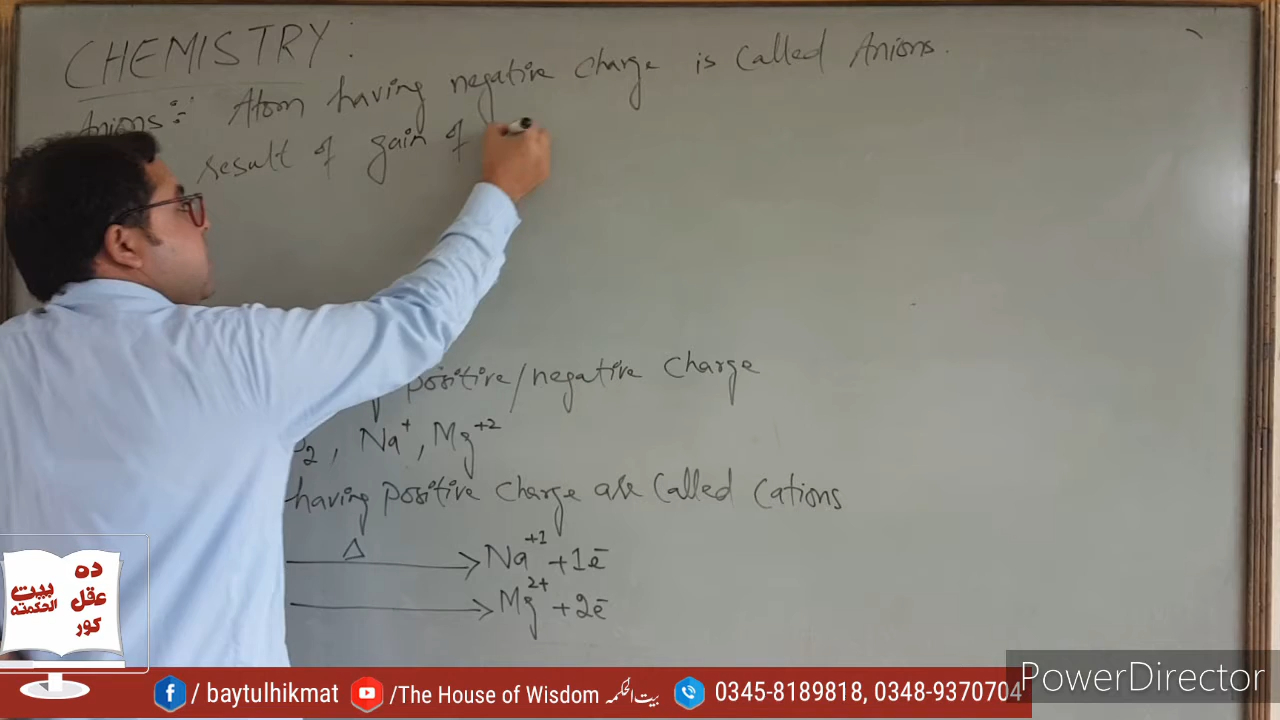 CHEMISTRY :
Anions :- Atom having negative charge is called Anions.
result of gain of
positive/negative charge
2, Na⁺, Mg⁺²
having positive charge are called Cations
Δ → Na⁺¹ + 1ē
→ Mg²⁺ + 2ē
بیت الحکمته
ده عقل کور
/ baytulhikmat
/The House of Wisdom بیت الحکمہ
0345-8189818, 0348-9370704
PowerDirector